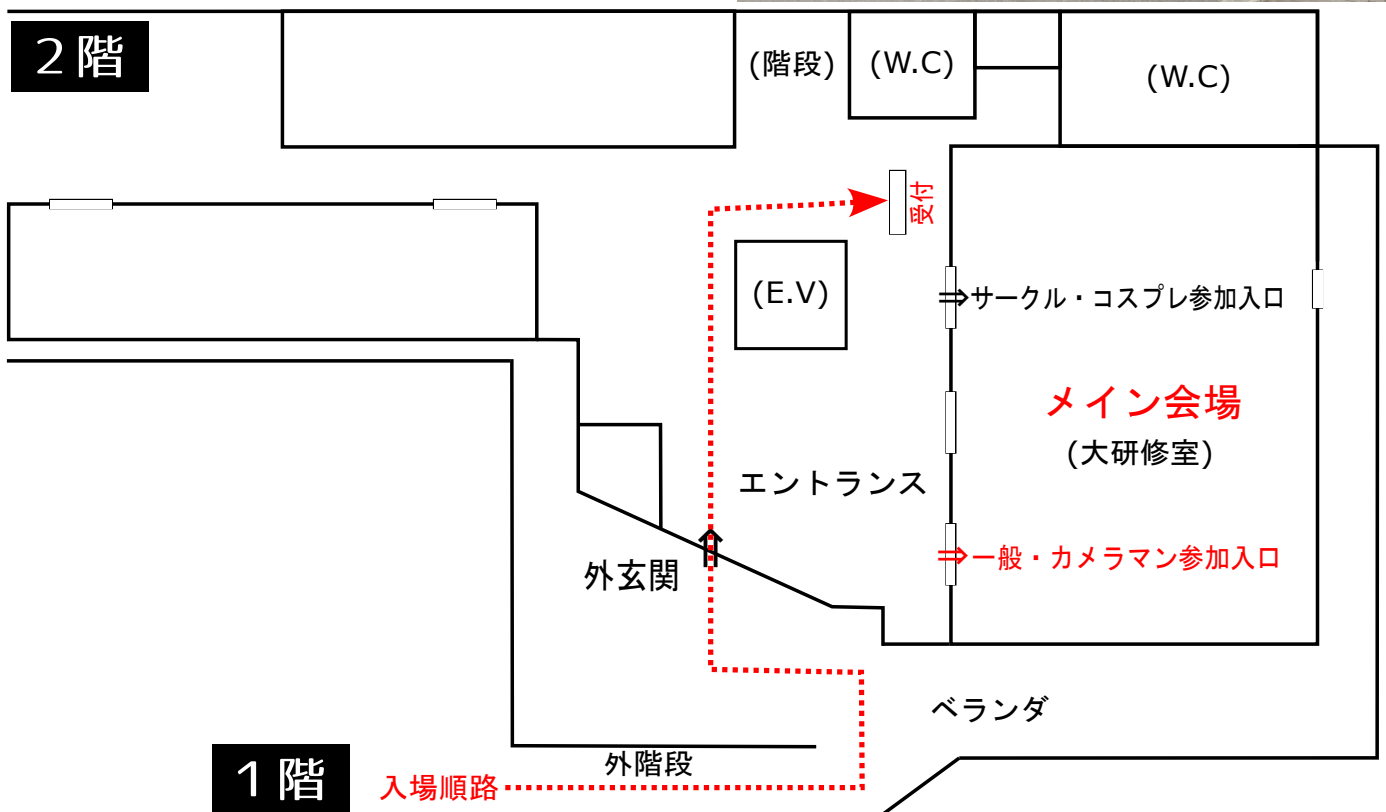 ２階
(階段)
(W.C)
(W.C)
受付
(E.V)
⇒サークル・コスプレ参加入口
メイン会場
(大研修室)
エントランス
⇒一般・カメラマン参加入口
外玄関
⇒
ベランダ
外階段
１階
入場順路